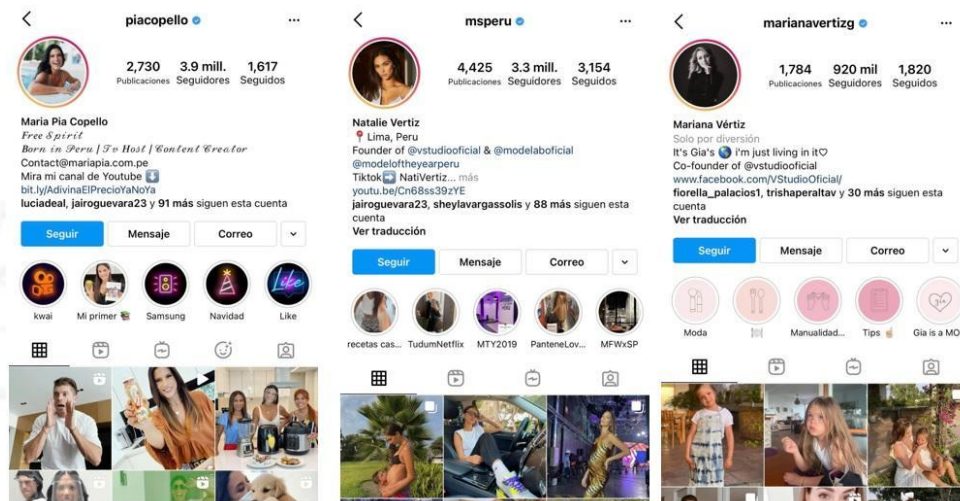 piacopello
2,730 3.9 mill. 1,617
Publicaciones Seguidores Seguidos
Maria Pia Copello
Free Spirit
Born in Peru | Tv Host | Content Creator
Contact@mariapia.com.pe
Mira mi canal de Youtube ⬇️
bit.ly/AdivinaElPrecioYaNoYa
luciadeal, jairoguevara23 y 91 más siguen esta cuenta
Seguir Mensaje Correo
kwai Mi primer Samsung Navidad Like
msperu
4,425 3.3 mill. 3,154
Publicaciones Seguidores Seguidos
Natalie Vertiz
📍 Lima, Peru
Founder of @vstudiooficial & @modelaboficial
@modeloftheyearperu
Tiktok➡️ NatiVertiz... más
youtu.be/Cn68ss39zYE
jairoguevara23, sheylavargassolis y 88 más siguen esta
cuenta
Ver traducción
Seguir Mensaje Correo
recetas cas... TudumNetflix MTY2019 PanteneLov... MFWxSP
marianavertizg
1,784 920 mil 1,820
Publicaciones Seguidores Seguidos
Mariana Vértiz
Solo por diversión
It's Gia's 🌎 i'm just living in it♡
Co-founder of @vstudiooficial
www.facebook.com/VStudioOficial/
fiorella_palacios1, trishaperaltav y 30 más siguen esta
cuenta
Ver traducción
Seguir Mensaje Correo
Moda 🍽️ Manualidad... Tips ☝️ Gia is a MO